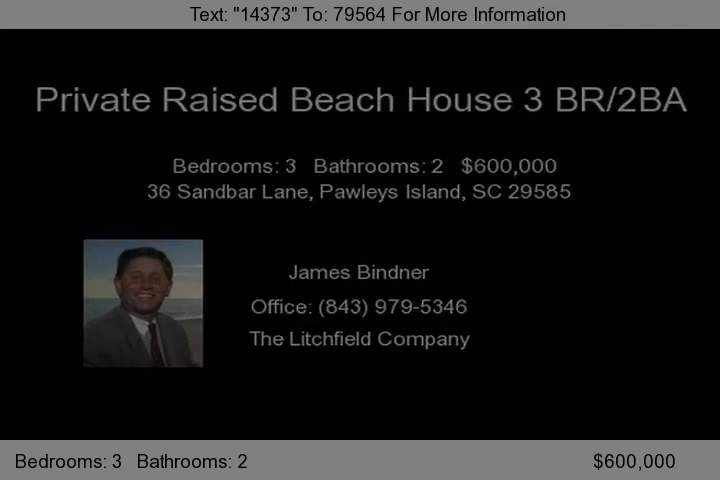 Text: "14373" To: 79564 For More Information
Private Raised Beach House 3 BR/2BA
Bedrooms: 3 Bathrooms: 2 $600,000
36 Sandbar Lane, Pawleys Island, SC 29585
James Bindner
Office: (843) 979-5346
The Litchfield Company
Bedrooms: 3 Bathrooms: 2 $600,000